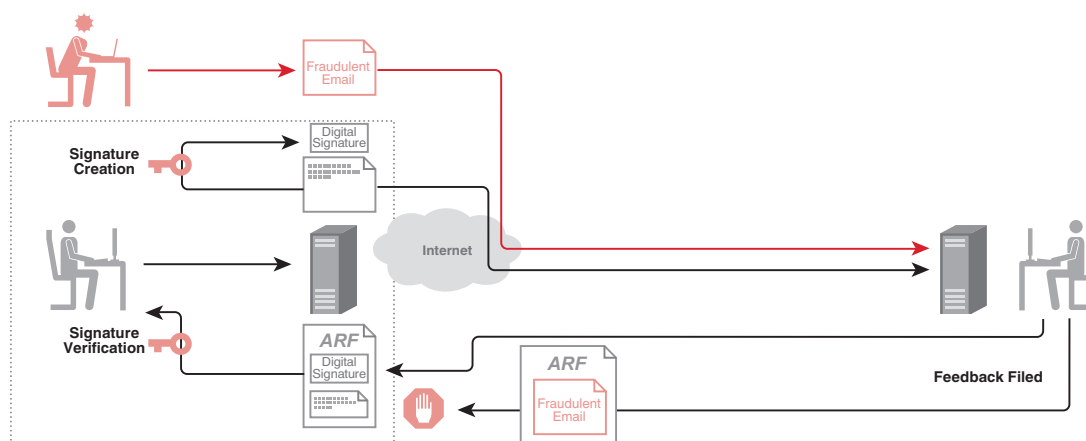 Fraudulent
Email
Signature
Creation
Digital
Signature
Internet
Signature
Verification
ARF
Digital
Signature
ARF
Fraudulent
Email
Feedback Filed